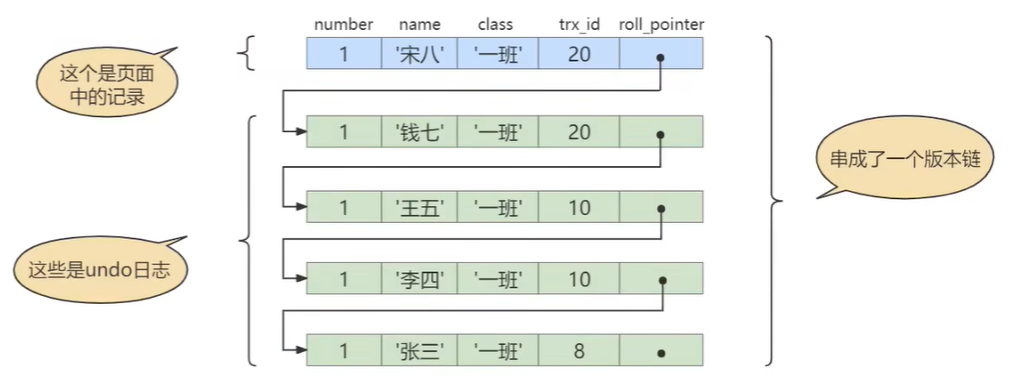 number name class trx_id roll_pointer
1 '宋八' '一班' 20
这个是页面
中的记录
1 '钱七' '一班' 20
串成了一个版本链
1 '王五' '一班' 10
这些是undo日志
1 '李四' '一班' 10
1 '张三' '一班' 8